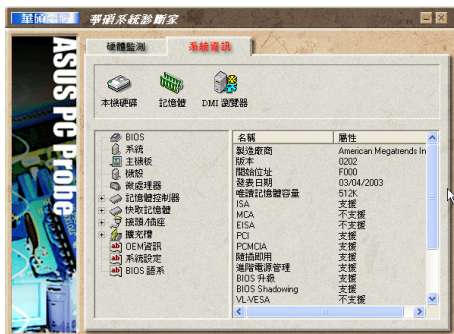 華碩電腦 華碩系統診斷家
ASUS PC Probe
硬體監測 系統資訊
本機硬碟 記憶體 DMI 瀏覽器
BIOS
系統
主機板
機殼
微處理器
記憶體控制器
快取記憶體
接頭/插座
擴充槽
OEM資訊
系統設定
BIOS 語系
名稱 屬性
製造廠商 American Megatrends In
版本 0202
開始位址 F000
發表日期 03/04/2003
唯讀記憶體容量 512K
ISA 支援
MCA 不支援
EISA 不支援
PCI 支援
PCMCIA 支援
隨插即用 支援
進階電源管理 支援
BIOS 升級 支援
BIOS Shadowing 支援
VL-VESA 不支援